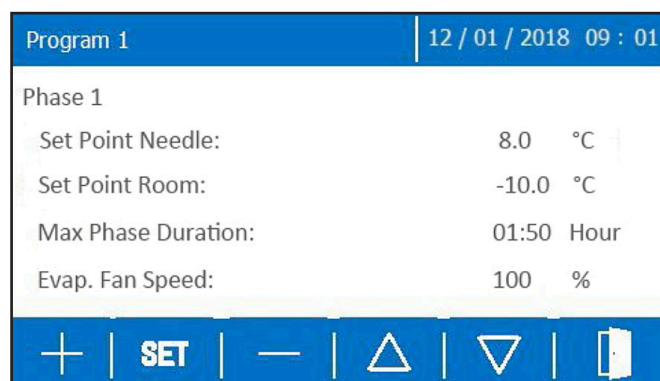 Program 1 12 / 01 / 2018 09 : 01
Phase 1
Set Point Needle: 8.0 °C
Set Point Room: -10.0 °C
Max Phase Duration: 01:50 Hour
Evap. Fan Speed: 100 %
SET